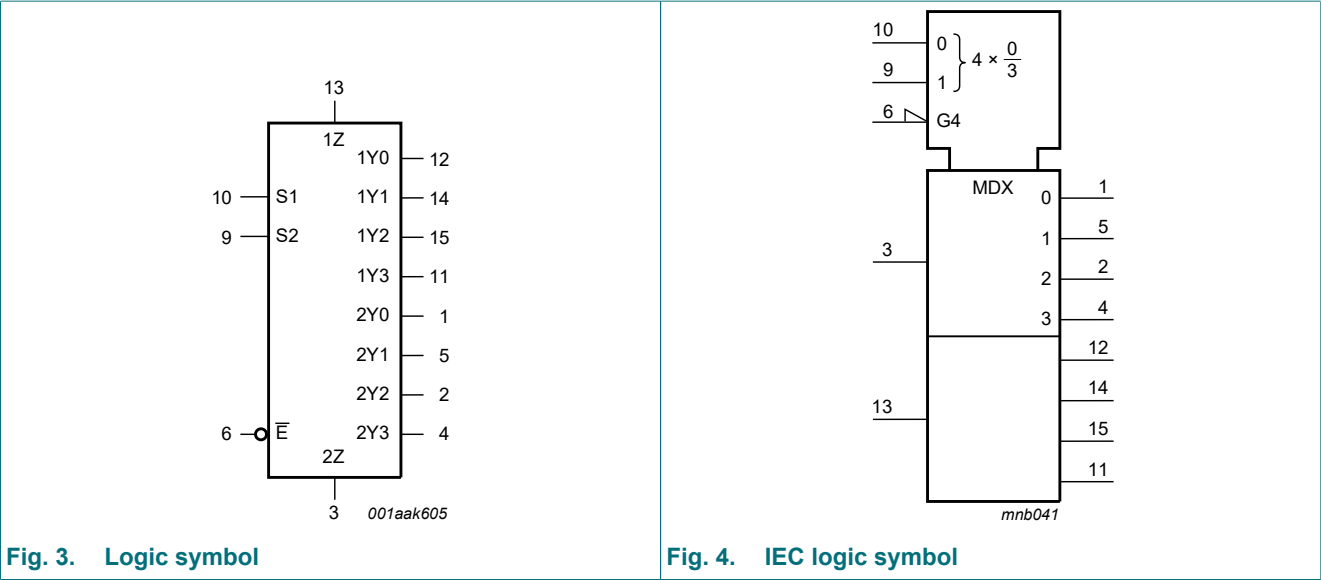 13
1Z
1Y0 12
10 S1 1Y1 14
9 S2 1Y2 15
1Y3 11
2Y0 1
2Y1 5
2Y2 2
6 E̅ 2Y3 4
2Z
3 001aak605
Fig. 3. Logic symbol
10 0 } 4 × 0/3
9 1
6 G4
MDX
0 1
1 5
3
2 2
3 4
12
14
13
15
11
mnb041
Fig. 4. IEC logic symbol